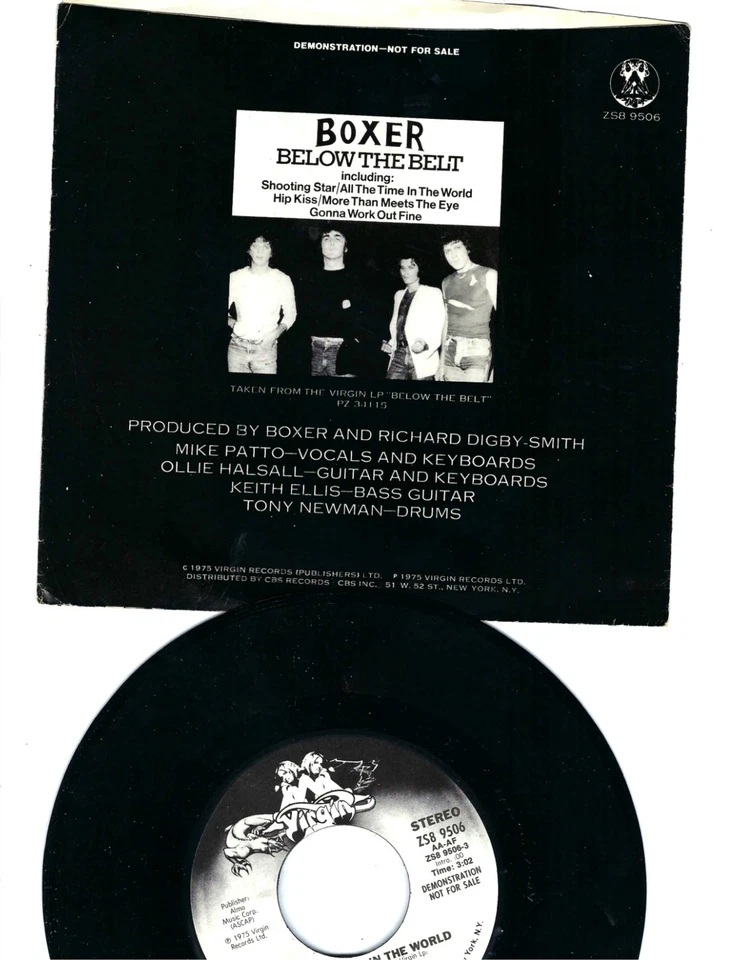 DEMONSTRATION—NOT FOR SALE
ZS8 9506
BOXER
BELOW THE BELT
including:
Shooting Star/All The Time In The World
Hip Kiss/More Than Meets The Eye
Gonna Work Out Fine
TAKEN FROM THE VIRGIN LP "BELOW THE BELT"
PZ 34115
PRODUCED BY BOXER AND RICHARD DIGBY-SMITH
MIKE PATTO—VOCALS AND KEYBOARDS
OLLIE HALSALL—GUITAR AND KEYBOARDS
KEITH ELLIS—BASS GUITAR
TONY NEWMAN—DRUMS
© 1975 VIRGIN RECORDS (PUBLISHERS) LTD. ℗ 1975 VIRGIN RECORDS LTD.
DISTRIBUTED BY CBS RECORDS CBS INC. 51 W. 52 ST., NEW YORK, N.Y.
Virgin
STEREO
ZS8 9506
AA-AF
ZS8 9506-3
Intro. :00
Time: 3:02
DEMONSTRATION
NOT FOR SALE
Publisher:
Alma
Music Corp.
(ASCAP)
℗ 1975 Virgin
Records Ltd.
IN THE WORLD
Virgin Lp:
York, N.Y.